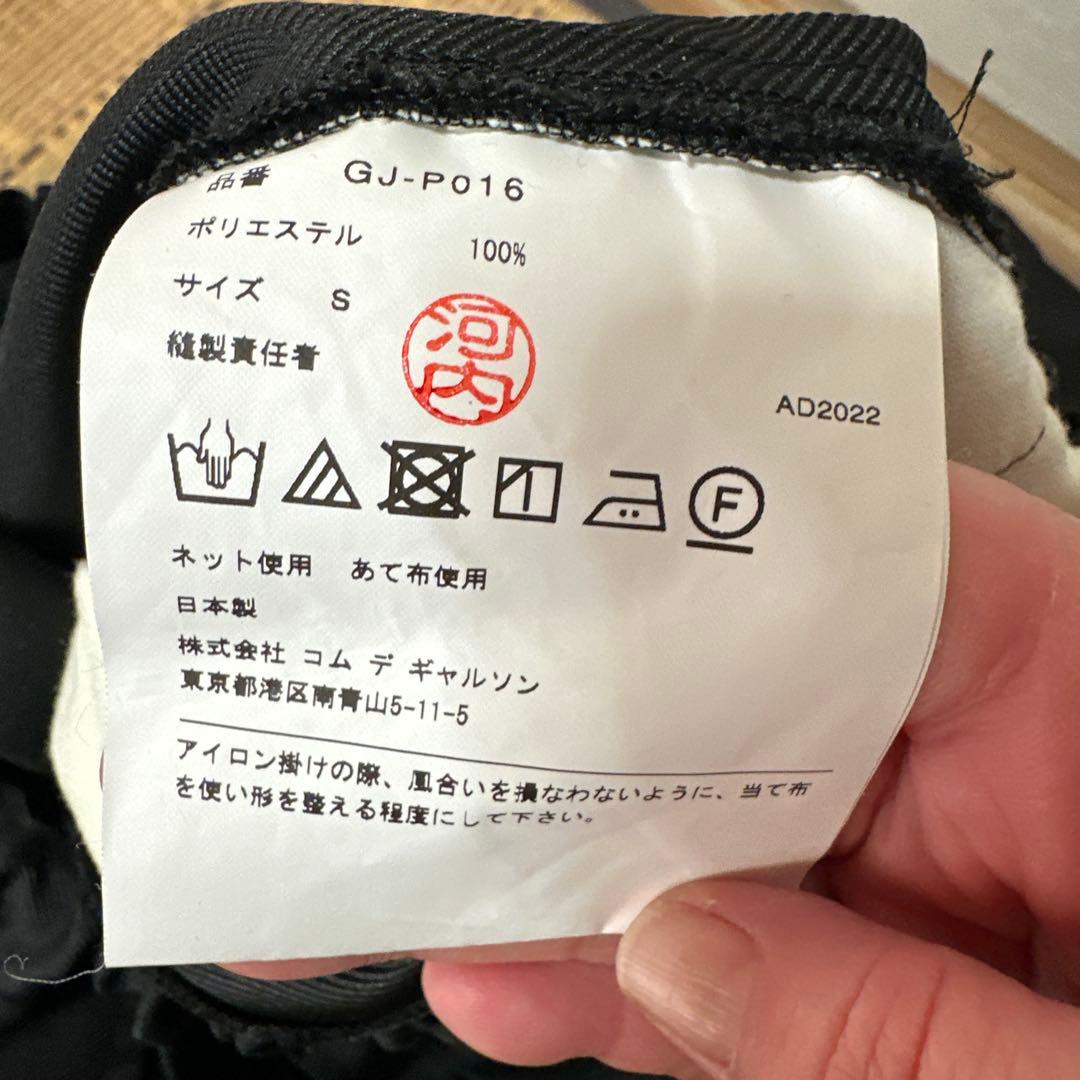 品番 GJ-P016
ポリエステル 100%
サイズ S
縫製責任者 河内
AD2022
F
ネット使用 あて布使用
日本製
株式会社 コム デ ギャルソン
東京都港区南青山5-11-5
アイロン掛けの際、風合いを損なわないように、当て布
を使い形を整える程度にして下さい。